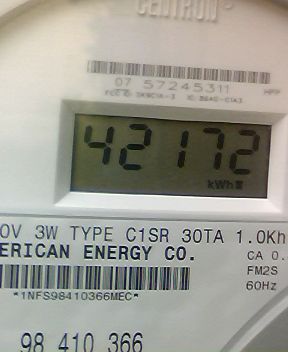 CENTRON
07 57245311
42172
kWh
0V 3W TYPE C1SR 30TA 1.0Kh
ERICAN ENERGY CO.
CA 0.
FM2S
*1NFS98410366MEC*
60Hz
98 410 366